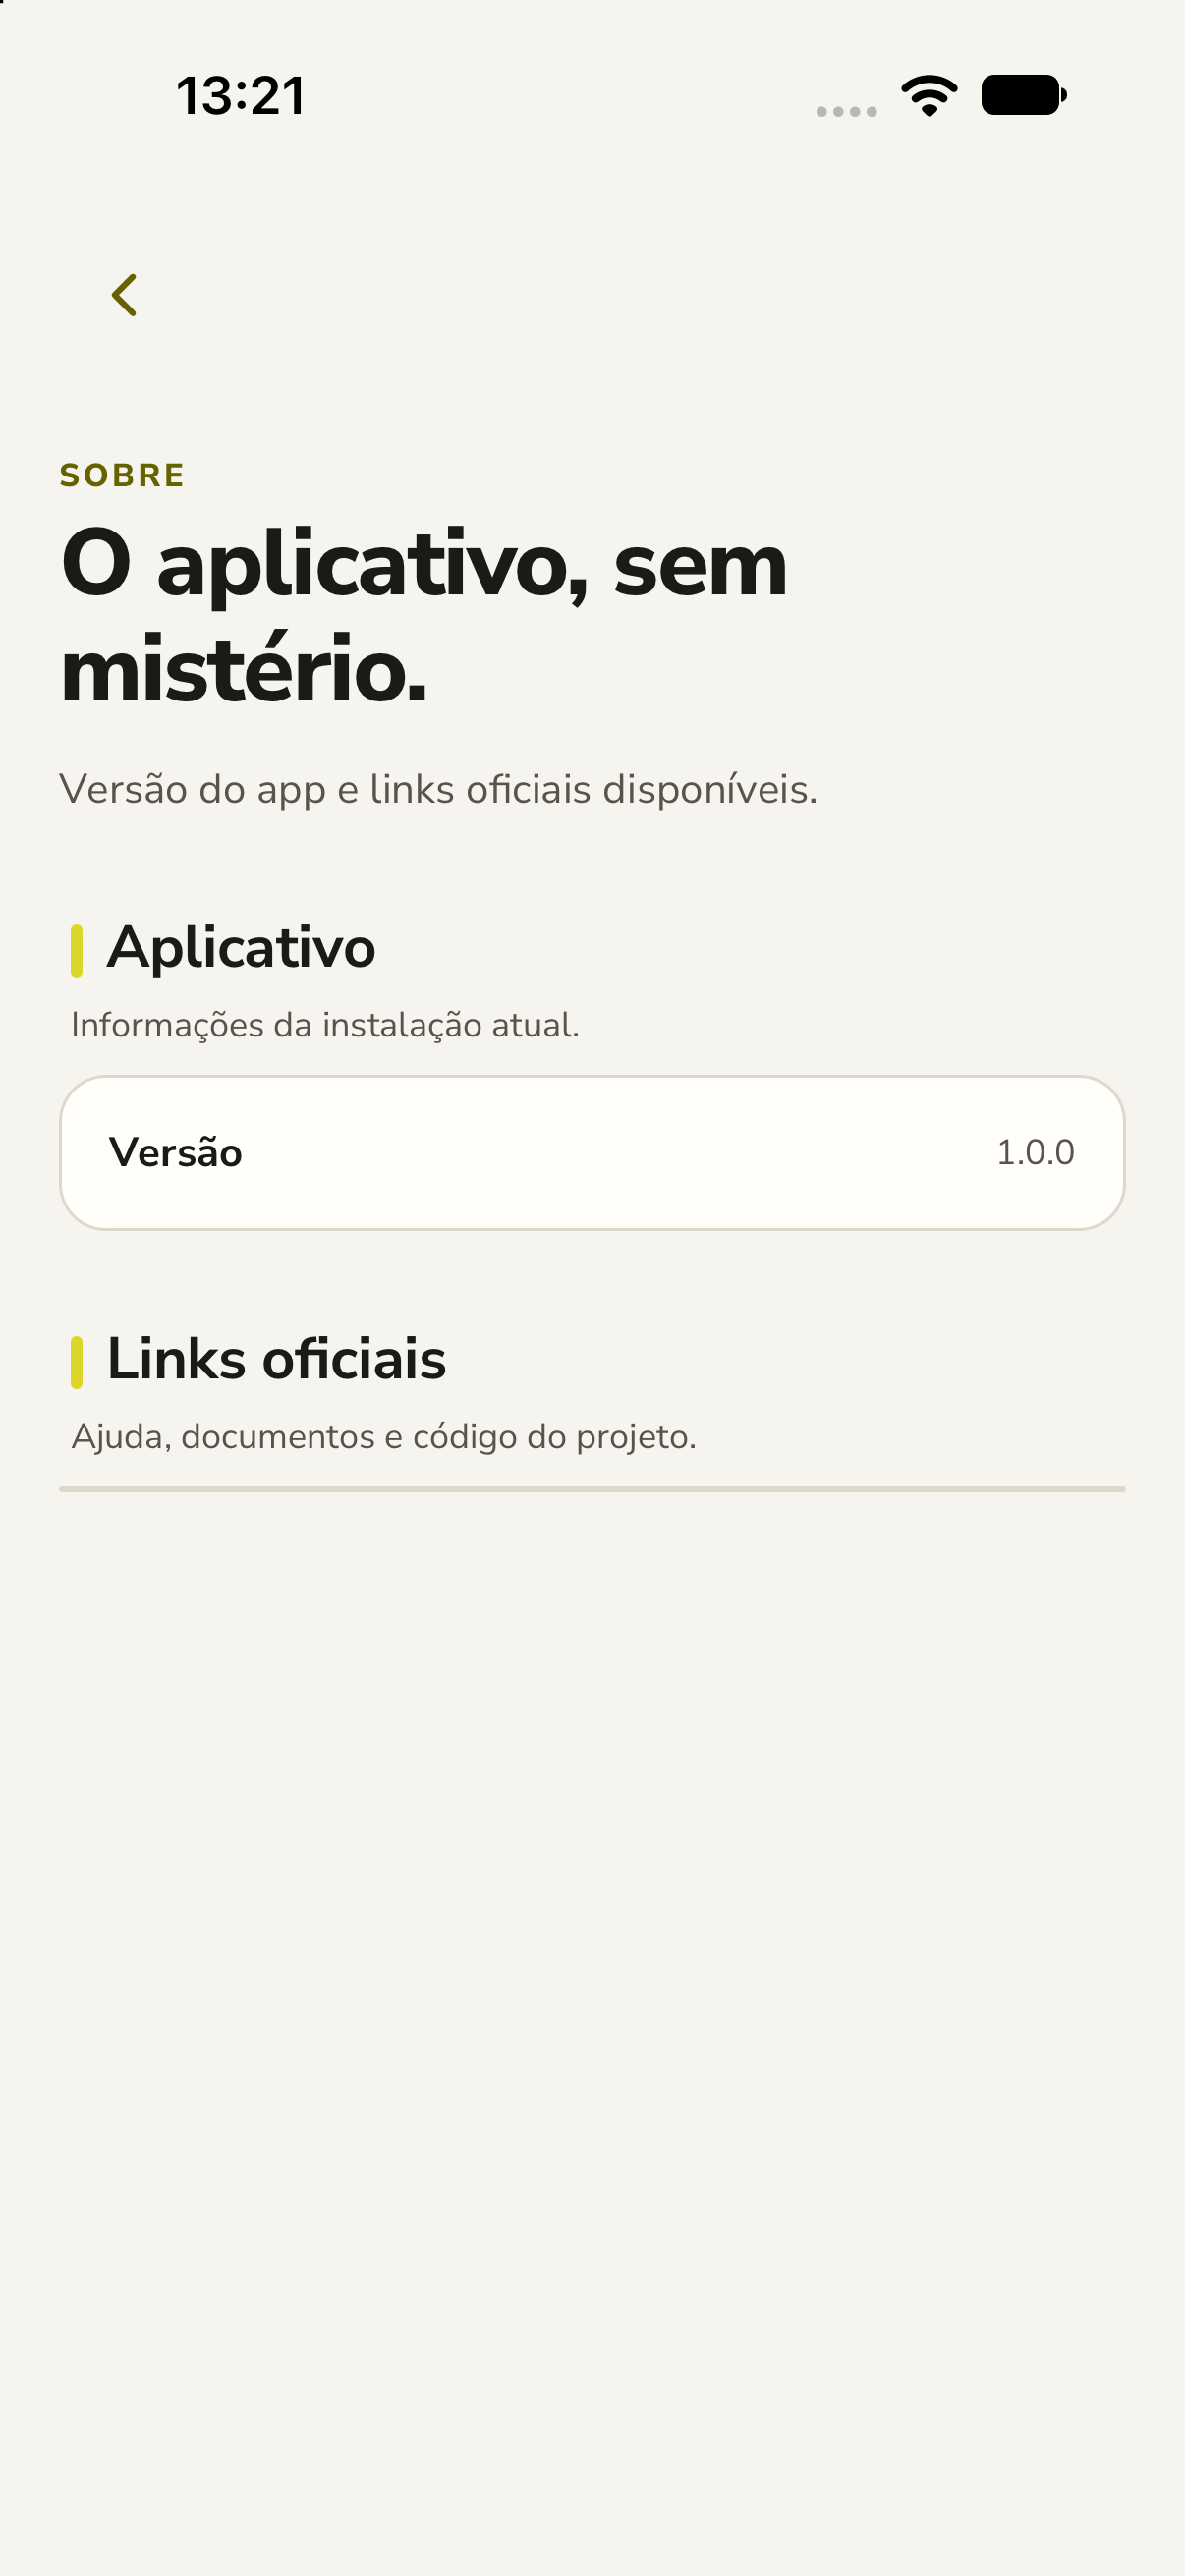 13:21
SOBRE
O aplicativo, sem
mistério.
Versão do app e links oficiais disponíveis.
Aplicativo
Informações da instalação atual.
Versão 1.0.0
Links oficiais
Ajuda, documentos e código do projeto.